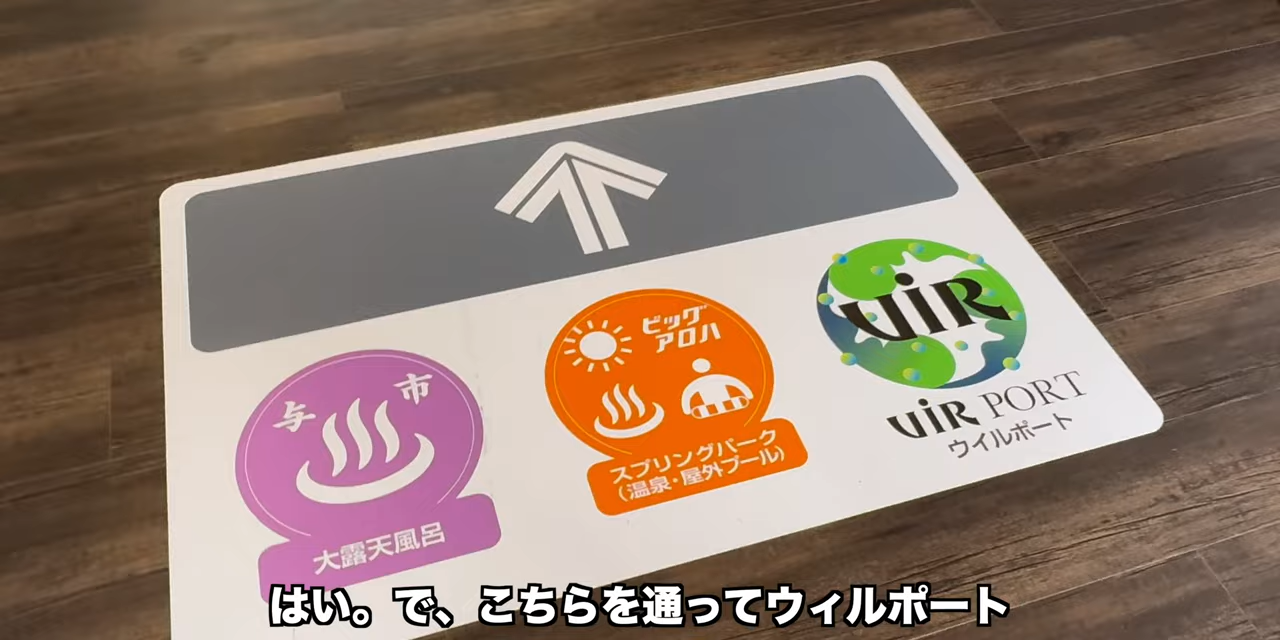 与市
大露天風呂
ビッグ
アロハ
スプリングパーク
(温泉・屋外プール)
UiR
UiR PORT
ウイルポート
はい。で、こちらを通ってウィルポート